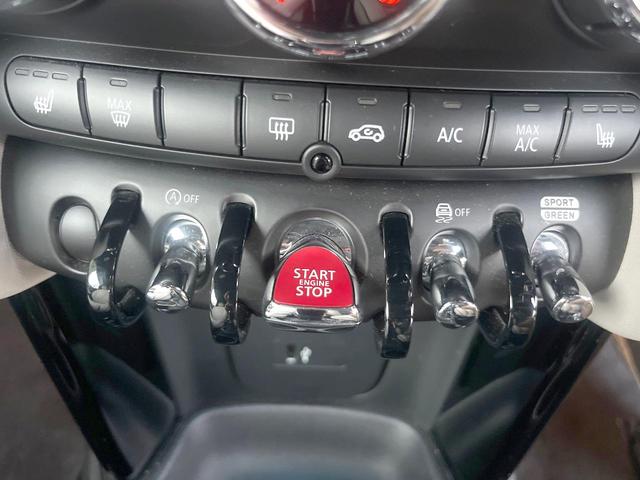 MAX
A/C
MAX
A/C
OFF
START
ENGINE
STOP
OFF
SPORT
GREEN